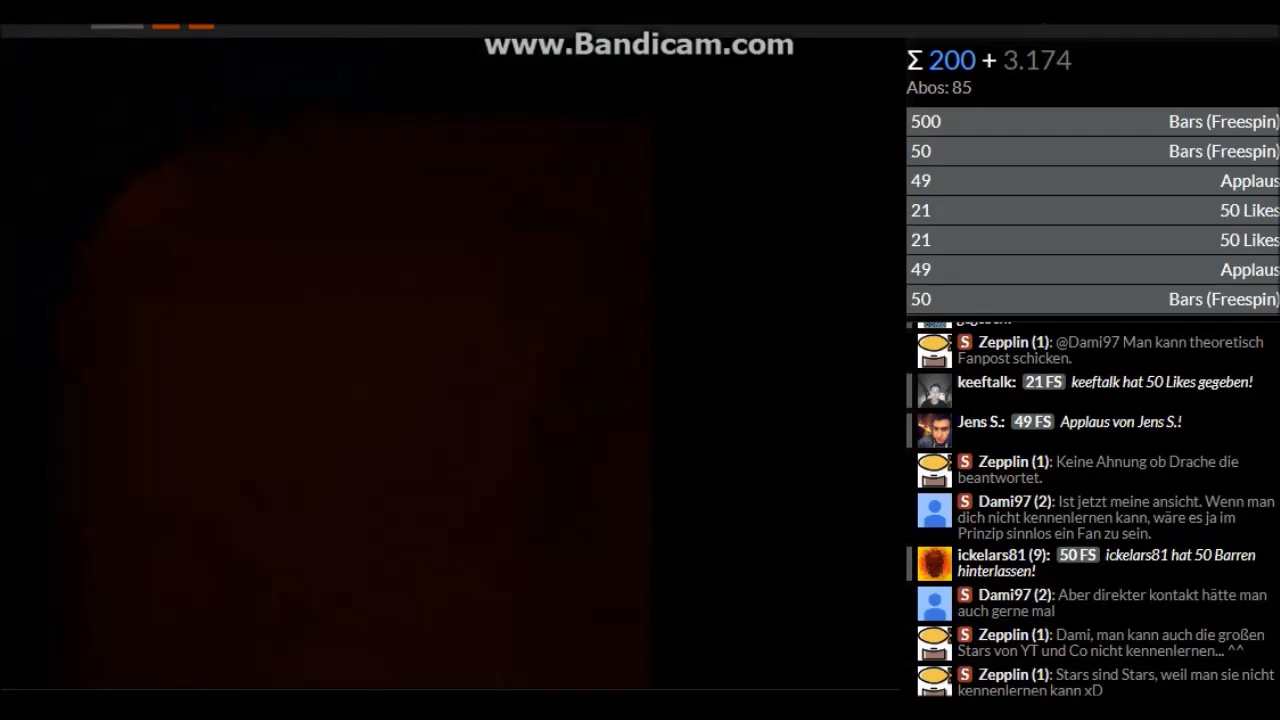 www.Bandicam.com
Σ 200 + 3.174
Abos: 85
500 Bars (Freespin)
50 Bars (Freespin)
49 Applaus
21 50 Likes
21 50 Likes
49 Applaus
50 Bars (Freespin)
S Zepplin (1): @Dami97 Man kann theoretisch
Fanpost schicken.
keeftalk: 21 FS keeftalk hat 50 Likes gegeben!
Jens S.: 49 FS Applaus von Jens S.!
S Zepplin (1): Keine Ahnung ob Drache die
beantwortet.
S Dami97 (2): Ist jetzt meine ansicht. Wenn man
dich nicht kennenlernen kann, wäre es ja im
Prinzip sinnlos ein Fan zu sein.
ickelars81 (9): 50 FS ickelars81 hat 50 Barren
hinterlassen!
S Dami97 (2): Aber direkter kontakt hätte man
auch gerne mal
S Zepplin (1): Dami, man kann auch die großen
Stars von YT und Co nicht kennenlernen... ^^
S Zepplin (1): Stars sind Stars, weil man sie nicht
kennenlernen kann xD